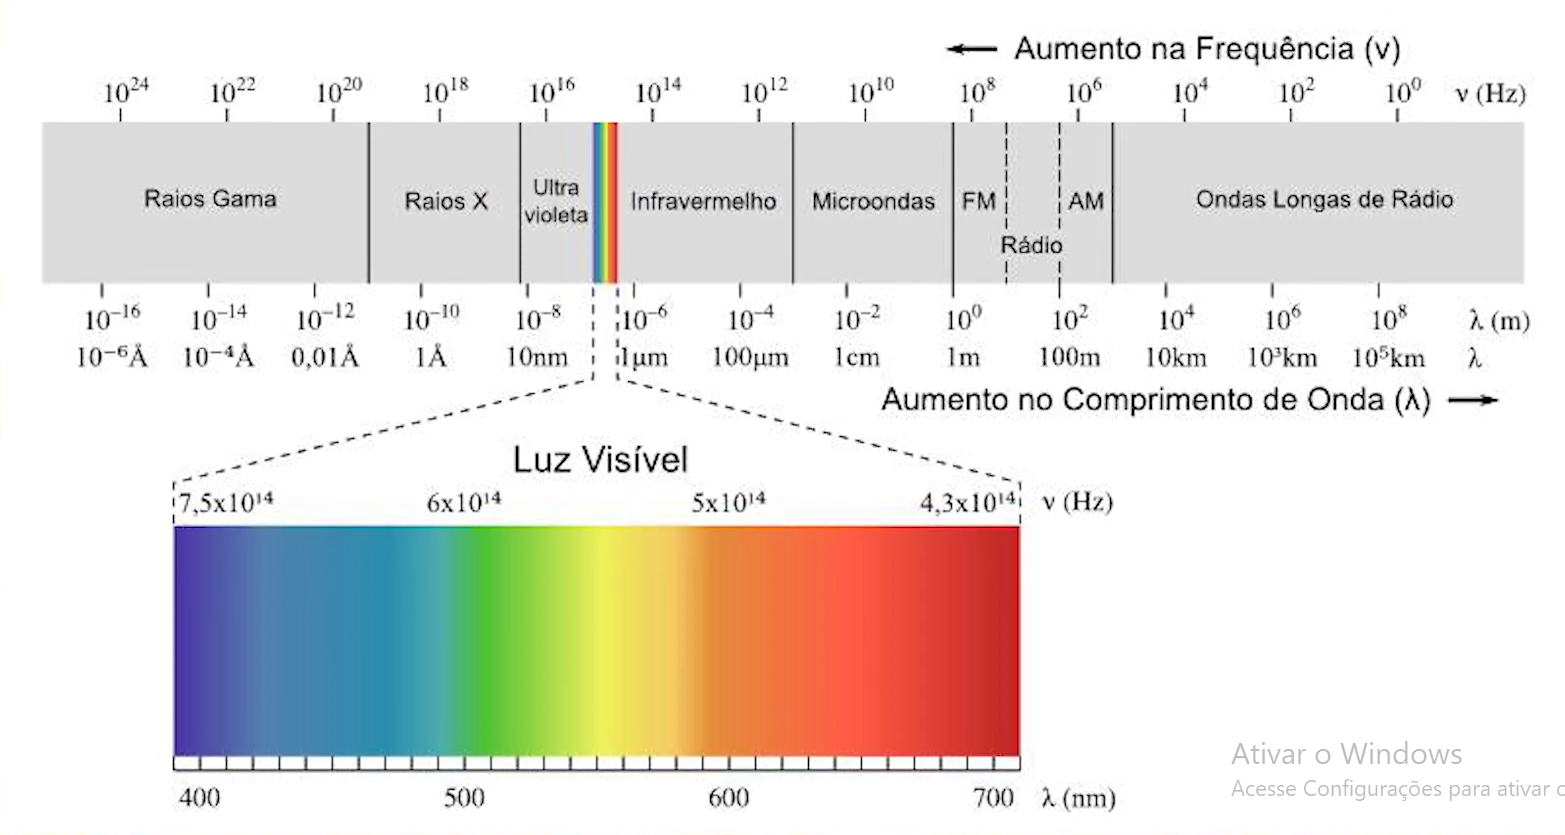 ← Aumento na Frequência (ν)
10²⁴ 10²² 10²⁰ 10¹⁸ 10¹⁶ 10¹⁴ 10¹² 10¹⁰ 10⁸ 10⁶ 10⁴ 10² 10⁰ ν (Hz)
Raios Gama Raios X Ultra violeta Infravermelho Microondas FM Rádio AM Ondas Longas de Rádio
10⁻¹⁶ 10⁻¹⁴ 10⁻¹² 10⁻¹⁰ 10⁻⁸ 10⁻⁶ 10⁻⁴ 10⁻² 10⁰ 10² 10⁴ 10⁶ 10⁸ λ (m)
10⁻⁶Å 10⁻⁴Å 0,01Å 1Å 10nm 1μm 100μm 1cm 1m 100m 10km 10³km 10⁵km λ
Aumento no Comprimento de Onda (λ) →
Luz Visível
7,5x10¹⁴ 6x10¹⁴ 5x10¹⁴ 4,3x10¹⁴ ν (Hz)
400 500 600 700 λ (nm)
Ativar o Windows
Acesse Configurações para ativar